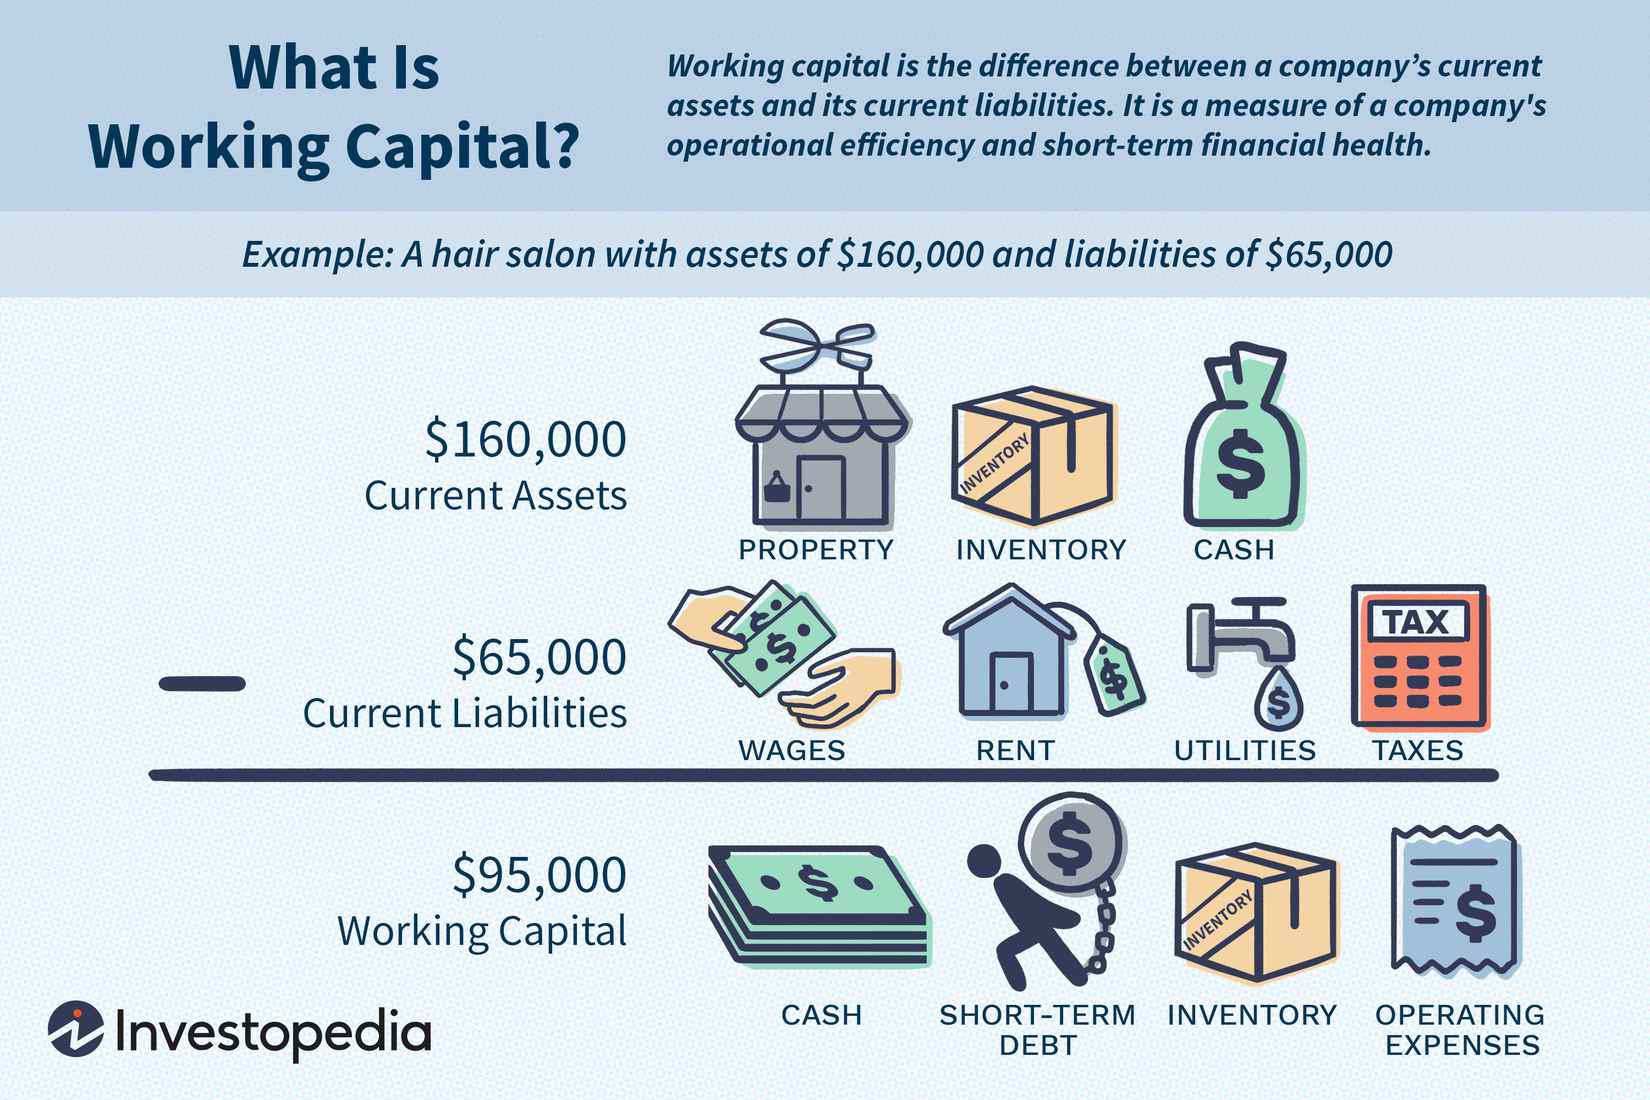 What Is
Working Capital?
Working capital is the difference between a company’s current
assets and its current liabilities. It is a measure of a company's
operational efficiency and short-term financial health.
Example: A hair salon with assets of $160,000 and liabilities of $65,000
$160,000
Current Assets
INVENTORY
$
PROPERTY
INVENTORY
CASH
$65,000
Current Liabilities
$
$
$
$
TAX
WAGES
RENT
UTILITIES
TAXES
$95,000
Working Capital
$
$
INVENTORY
$
CASH
SHORT-TERM
DEBT
INVENTORY
OPERATING
EXPENSES
Investopedia